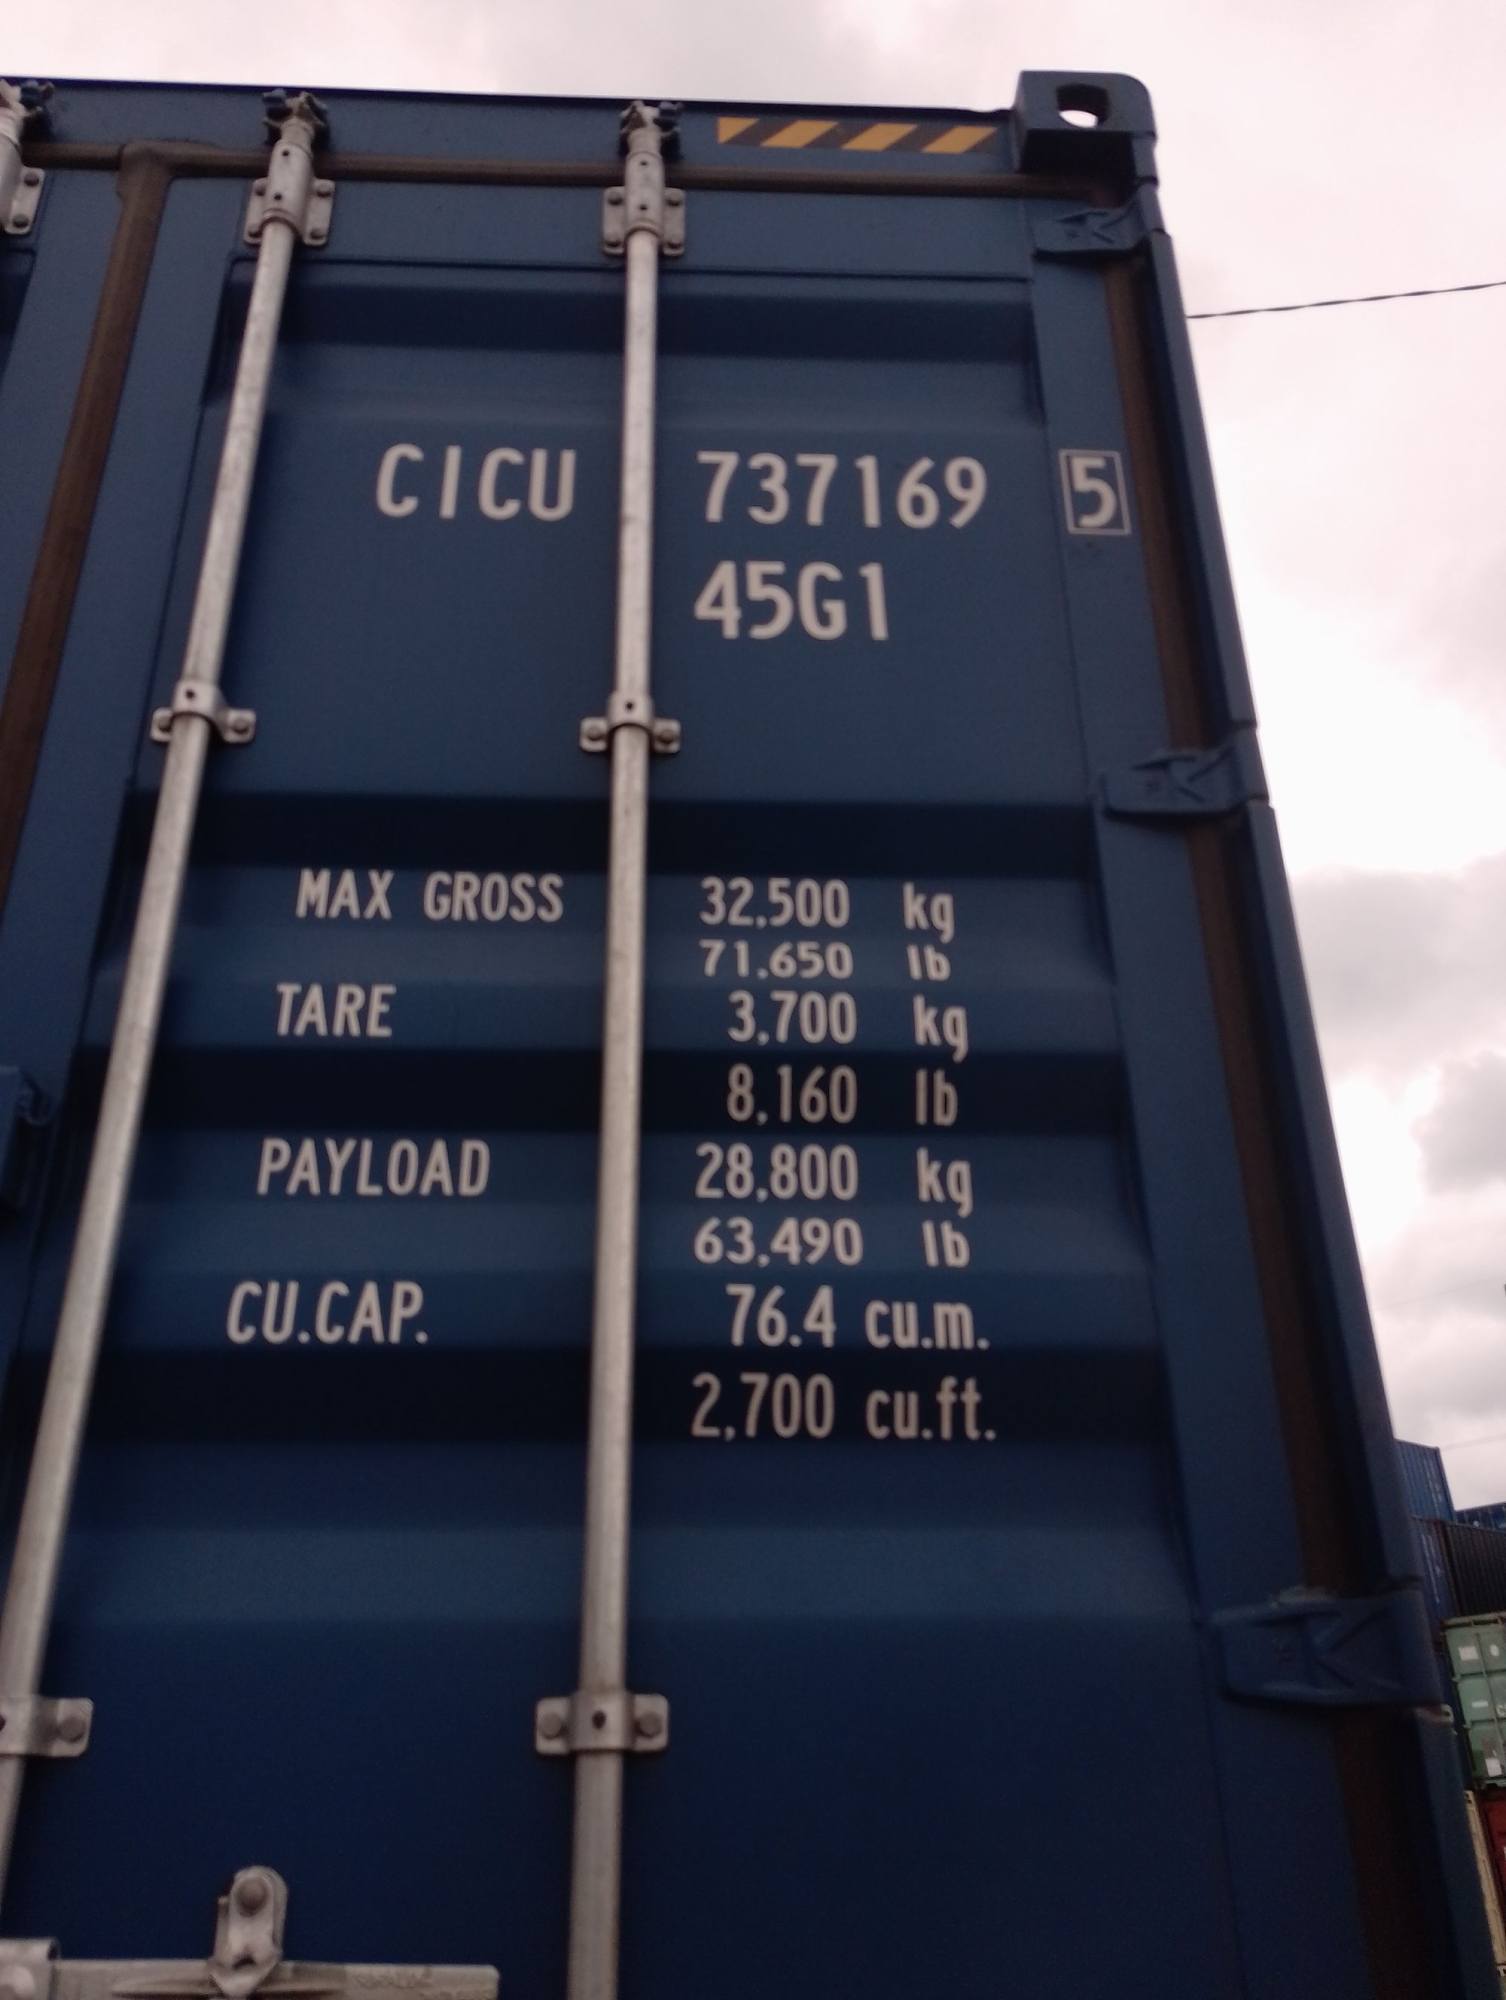 CICU 737169 5
45G1
MAX GROSS 32,500 kg
71,650 lb
TARE 3,700 kg
8,160 lb
PAYLOAD 28,800 kg
63,490 lb
CU.CAP. 76.4 cu.m.
2,700 cu.ft.